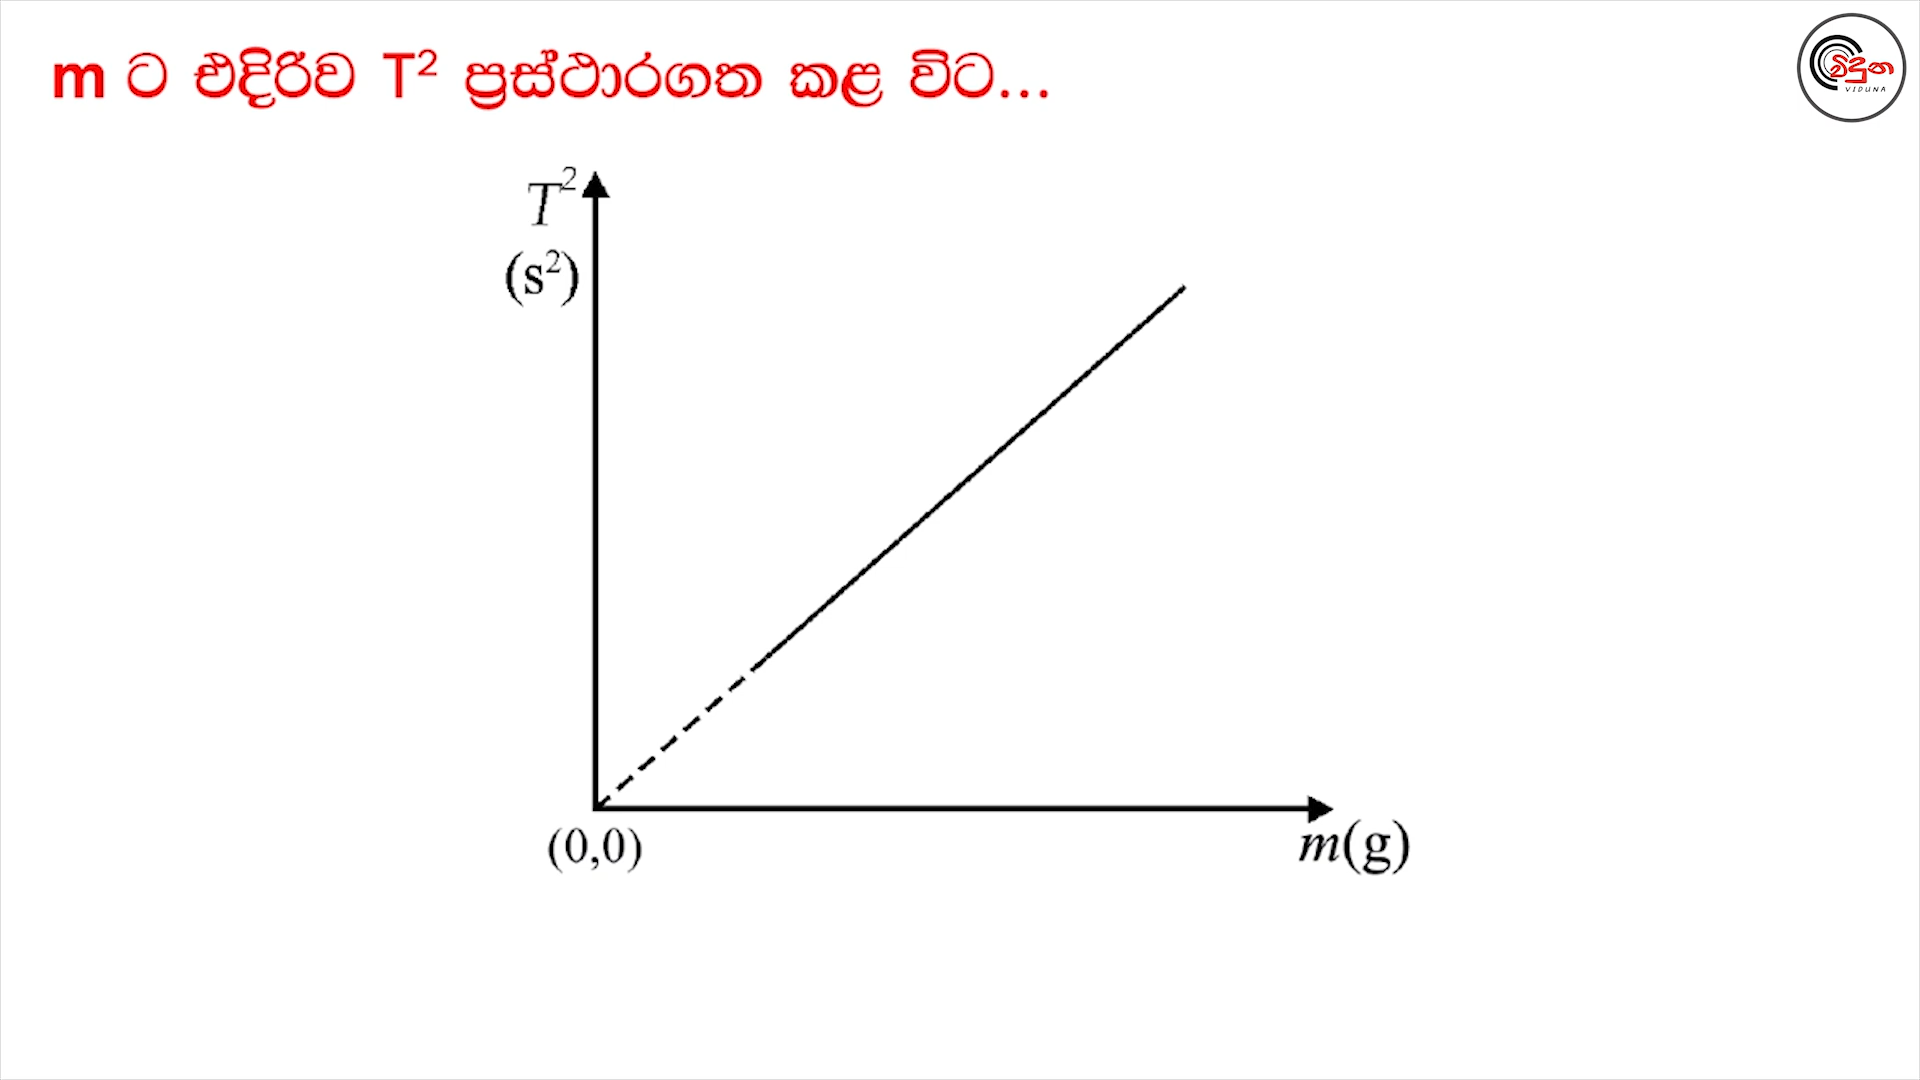 m ට එදිරිව T² ප්‍රස්ථාරගත කළ විට...
විදුන
VIDUNA
T²
(s²)
(0,0)
m(g)